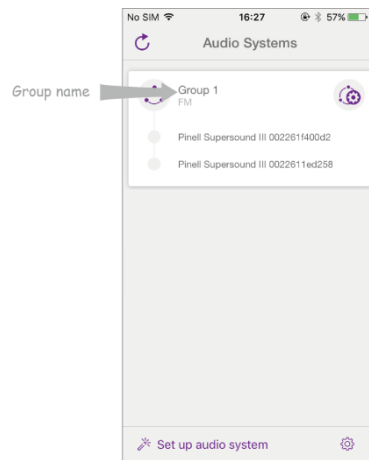 No SIM 16:27 57%
Audio Systems
Group name
Group 1
FM
Pinell Supersound III 002261f400d2
Pinell Supersound III 0022611ed258
Set up audio system